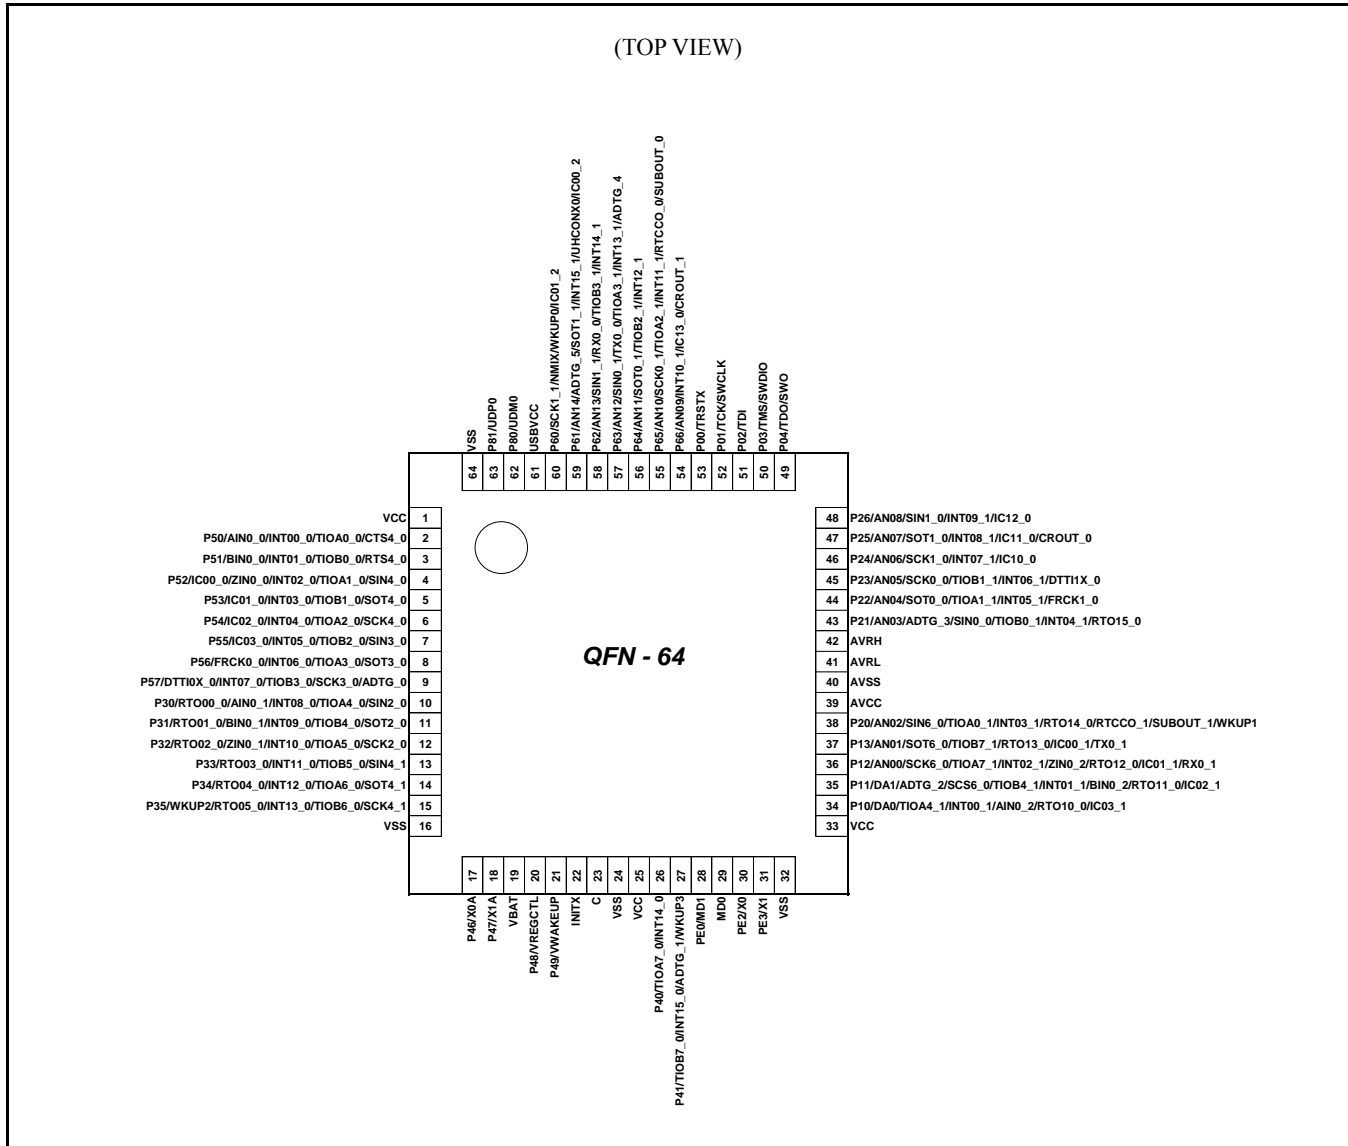 (TOP VIEW)
VSS
P81/UDP0
P80/UDM0
USBVCC
P60/SCK1_1/NMIX/WKUP0/IC01_2
P61/AN14/ADTG_5/SOT1_1/INT15_1/UHCONX0/IC00_2
P62/AN13/SIN1_1/RX0_0/TIOB3_1/INT14_1
P63/AN12/SIN0_1/TX0_0/TIOA3_1/INT13_1/ADTG_4
P64/AN11/SOT0_1/TIOB2_1/INT12_1
P65/AN10/SCK0_1/TIOA2_1/INT11_1/RTCCO_0/SUBOUT_0
P66/AN09/INT10_1/IC13_0/CROUT_1
P00/TRSTX
P01/TCK/SWCLK
P02/TDI
P03/TMS/SWDIO
P04/TDO/SWO
64 63 62 61 60 59 58 57 56 55 54 53 52 51 50 49
VCC 1
P50/AIN0_0/INT00_0/TIOA0_0/CTS4_0 2
P51/BIN0_0/INT01_0/TIOB0_0/RTS4_0 3
P52/IC00_0/ZIN0_0/INT02_0/TIOA1_0/SIN4_0 4
P53/IC01_0/INT03_0/TIOB1_0/SOT4_0 5
P54/IC02_0/INT04_0/TIOA2_0/SCK4_0 6
P55/IC03_0/INT05_0/TIOB2_0/SIN3_0 7
P56/FRCK0_0/INT06_0/TIOA3_0/SOT3_0 8
P57/DTTI0X_0/INT07_0/TIOB3_0/SCK3_0/ADTG_0 9
P30/RTO00_0/AIN0_1/INT08_0/TIOA4_0/SIN2_0 10
P31/RTO01_0/BIN0_1/INT09_0/TIOB4_0/SOT2_0 11
P32/RTO02_0/ZIN0_1/INT10_0/TIOA5_0/SCK2_0 12
P33/RTO03_0/INT11_0/TIOB5_0/SIN4_1 13
P34/RTO04_0/INT12_0/TIOA6_0/SOT4_1 14
P35/WKUP2/RTO05_0/INT13_0/TIOB6_0/SCK4_1 15
VSS 16
QFN - 64
48 P26/AN08/SIN1_0/INT09_1/IC12_0
47 P25/AN07/SOT1_0/INT08_1/IC11_0/CROUT_0
46 P24/AN06/SCK1_0/INT07_1/IC10_0
45 P23/AN05/SCK0_0/TIOB1_1/INT06_1/DTTI1X_0
44 P22/AN04/SOT0_0/TIOA1_1/INT05_1/FRCK1_0
43 P21/AN03/ADTG_3/SIN0_0/TIOB0_1/INT04_1/RTO15_0
42 AVRH
41 AVRL
40 AVSS
39 AVCC
38 P20/AN02/SIN6_0/TIOA0_1/INT03_1/RTO14_0/RTCCO_1/SUBOUT_1/WKUP1
37 P13/AN01/SOT6_0/TIOB7_1/RTO13_0/IC00_1/TX0_1
36 P12/AN00/SCK6_0/TIOA7_1/INT02_1/ZIN0_2/RTO12_0/IC01_1/RX0_1
35 P11/DA1/ADTG_2/SCS6_0/TIOB4_1/INT01_1/BIN0_2/RTO11_0/IC02_1
34 P10/DA0/TIOA4_1/INT00_1/AIN0_2/RTO10_0/IC03_1
33 VCC
17 18 19 20 21 22 23 24 25 26 27 28 29 30 31 32
P46/X0A
P47/X1A
VBAT
P48/VREGCTL
P49/VWAKEUP
INITX
C
VSS
VCC
P40/TIOA7_0/INT14_0
P41/TIOB7_0/INT15_0/ADTG_1/WKUP3
PE0/MD1
MD0
PE2/X0
PE3/X1
VSS